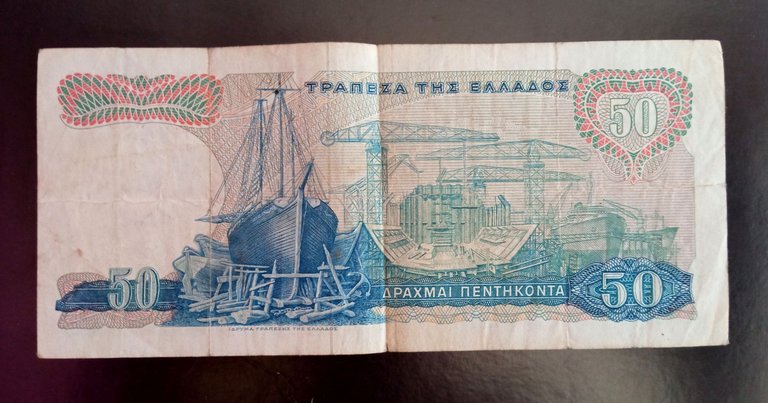 ΤΡΑΠΕΖΑ ΤΗΣ ΕΛΛΑΔΟΣ
50
50
ΔΡΑΧΜΑΙ ΠΕΝΤΗΚΟΝΤΑ
50
ΙΔΡΥΜΑ ΤΡΑΠΕΖΗΣ ΤΗΣ ΕΛΛΑΔΟΣ